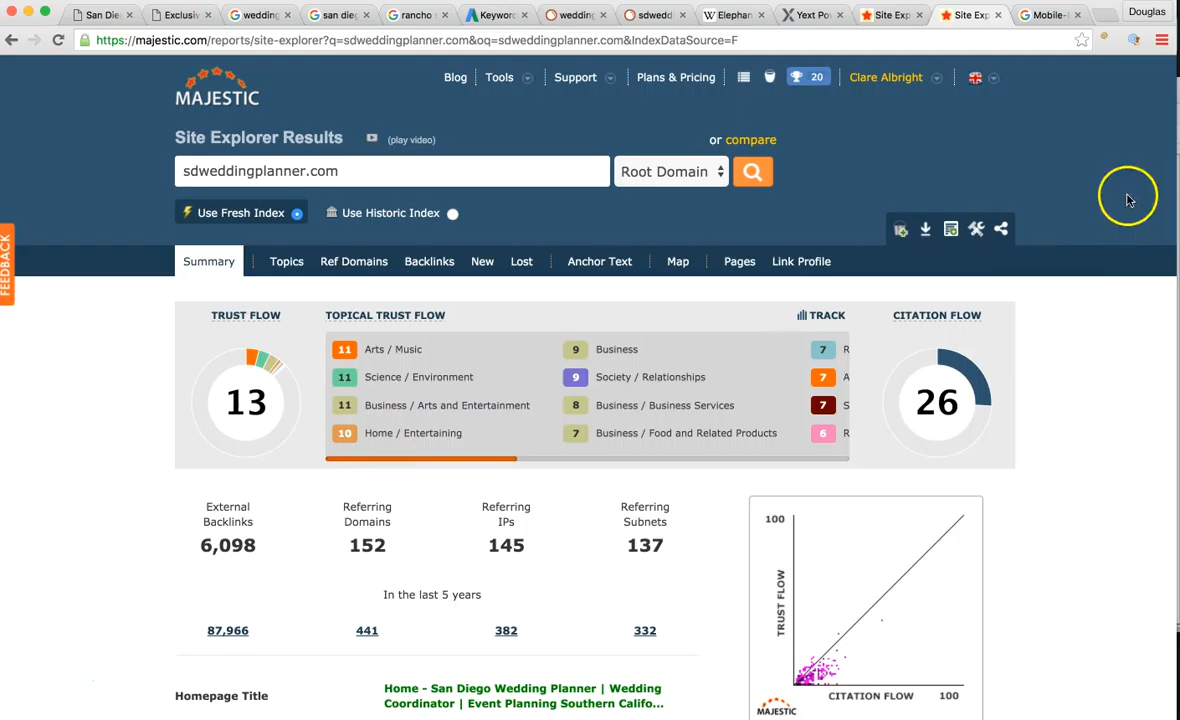 San Di
Exclusiv
wedding
san die
rancho
Keywor
wedding
sdwedd
Elephan
Yext Po
Site Exp
Site Exp
Mobile-
Douglas
https://majestic.com/reports/site-explorer?q=sdweddingplanner.com&oq=sdweddingplanner.com&IndexDataSource=F
MAJESTIC
Blog
Tools
Support
Plans & Pricing
20
Clare Albright
Site Explorer Results
(play video)
or compare
sdweddingplanner.com
Root Domain
Use Fresh Index
Use Historic Index
FEEDBACK
Summary
Topics
Ref Domains
Backlinks
New
Lost
Anchor Text
Map
Pages
Link Profile
TRUST FLOW
TOPICAL TRUST FLOW
TRACK
CITATION FLOW
13
11 Arts / Music
9 Business
7 R
11 Science / Environment
9 Society / Relationships
7 A
11 Business / Arts and Entertainment
8 Business / Business Services
7 S
10 Home / Entertaining
7 Business / Food and Related Products
6 R
26
External
Backlinks
6,098
Referring
Domains
152
Referring
IPs
145
Referring
Subnets
137
In the last 5 years
87,966
441
382
332
100
TRUST FLOW
CITATION FLOW
100
MAJESTIC
Homepage Title
Home - San Diego Wedding Planner | Wedding
Coordinator | Event Planning Southern Califo...